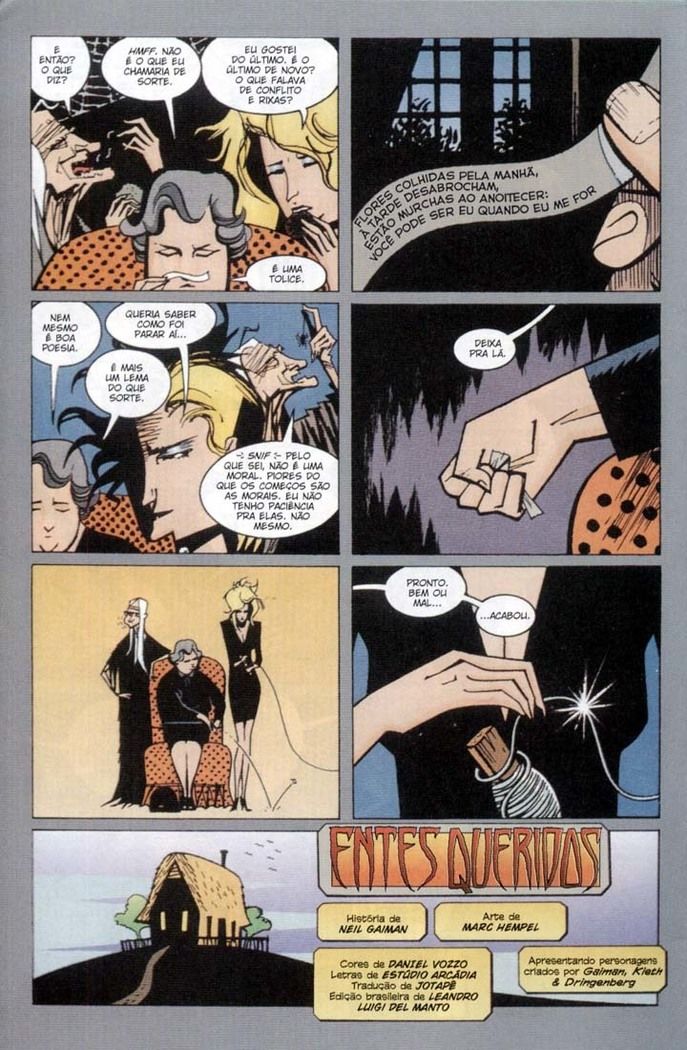 E
ENTÃO?
O QUE
DIZ?
HMFF. NÃO
É O QUE EU
CHAMARIA DE
SORTE.
EU GOSTEI
DO ÚLTIMO. É O
ÚLTIMO DE NOVO?
O QUE FALAVA
DE CONFLITO
E RIXAS?
É UMA
TOLICE.
FLORES COLHIDAS PELA MANHÃ,
À TARDE DESABROCHAM,
ESTÃO MURCHAS AO ANOITECER:
VOCÊ PODE SER EU QUANDO EU ME FOR
NEM
MESMO
É BOA
POESIA.
QUERIA SABER
COMO FOI
PARAR AÍ...
É MAIS
UM LEMA
DO QUE
SORTE.
-: SNIF :- PELO
QUE SEI, NÃO É UMA
MORAL. PIORES DO
QUE OS COMEÇOS SÃO
AS MORAIS. EU NÃO
TENHO PACIÊNCIA
PRA ELAS. NÃO
MESMO.
DEIXA
PRA LÁ.
PRONTO.
BEM OU
MAL...
...ACABOU.
ENTES QUERIDOS
História de
NEIL GAIMAN
Arte de
MARC HEMPEL
Cores de DANIEL VOZZO
Letras de ESTÚDIO ARCÁDIA
Tradução de JOTAPÊ
Edição brasileira de LEANDRO
LUIGI DEL MANTO
Apresentando personagens
criados por Gaiman, Kieth
& Dringenberg